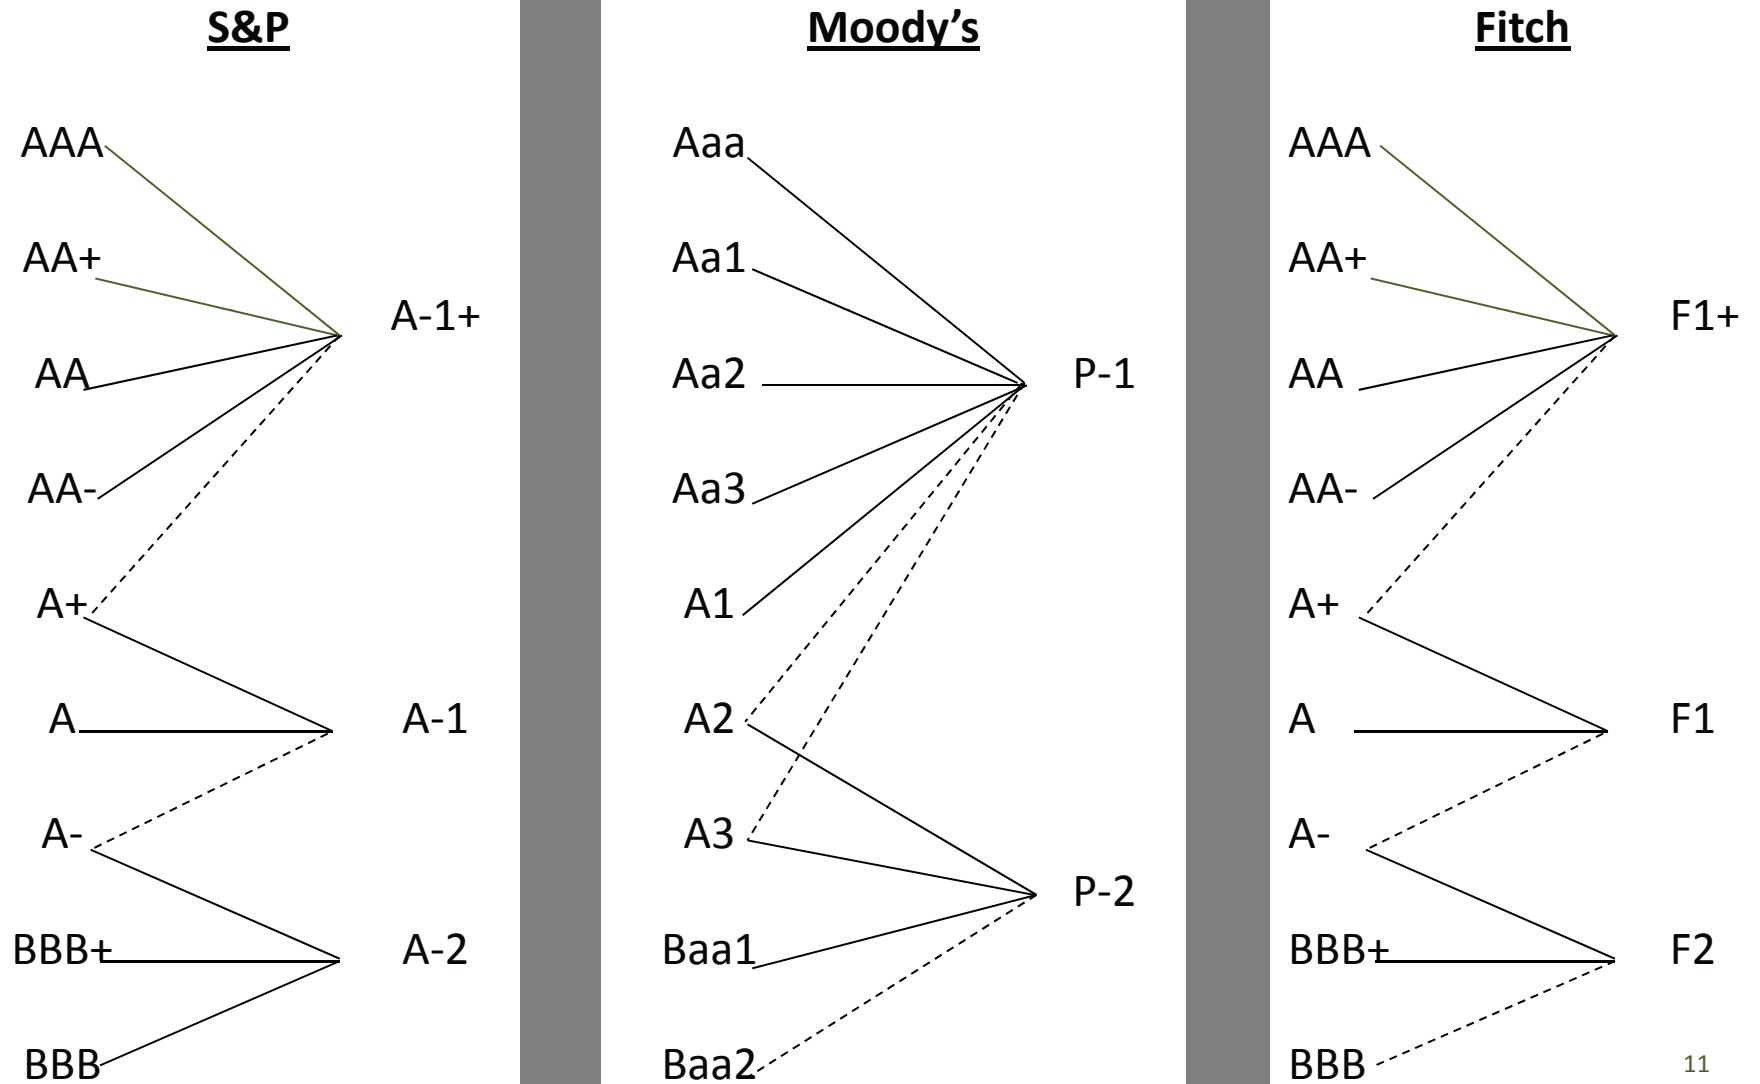 S&P
AAA
AA+
A-1+
AA
AA-
A+
A
A-1
A-
BBB+
A-2
BBB
Moody’s
Aaa
Aa1
Aa2
P-1
Aa3
A1
A2
A3
P-2
Baa1
Baa2
Fitch
AAA
AA+
F1+
AA
AA-
A+
A
F1
A-
BBB+
F2
BBB
11